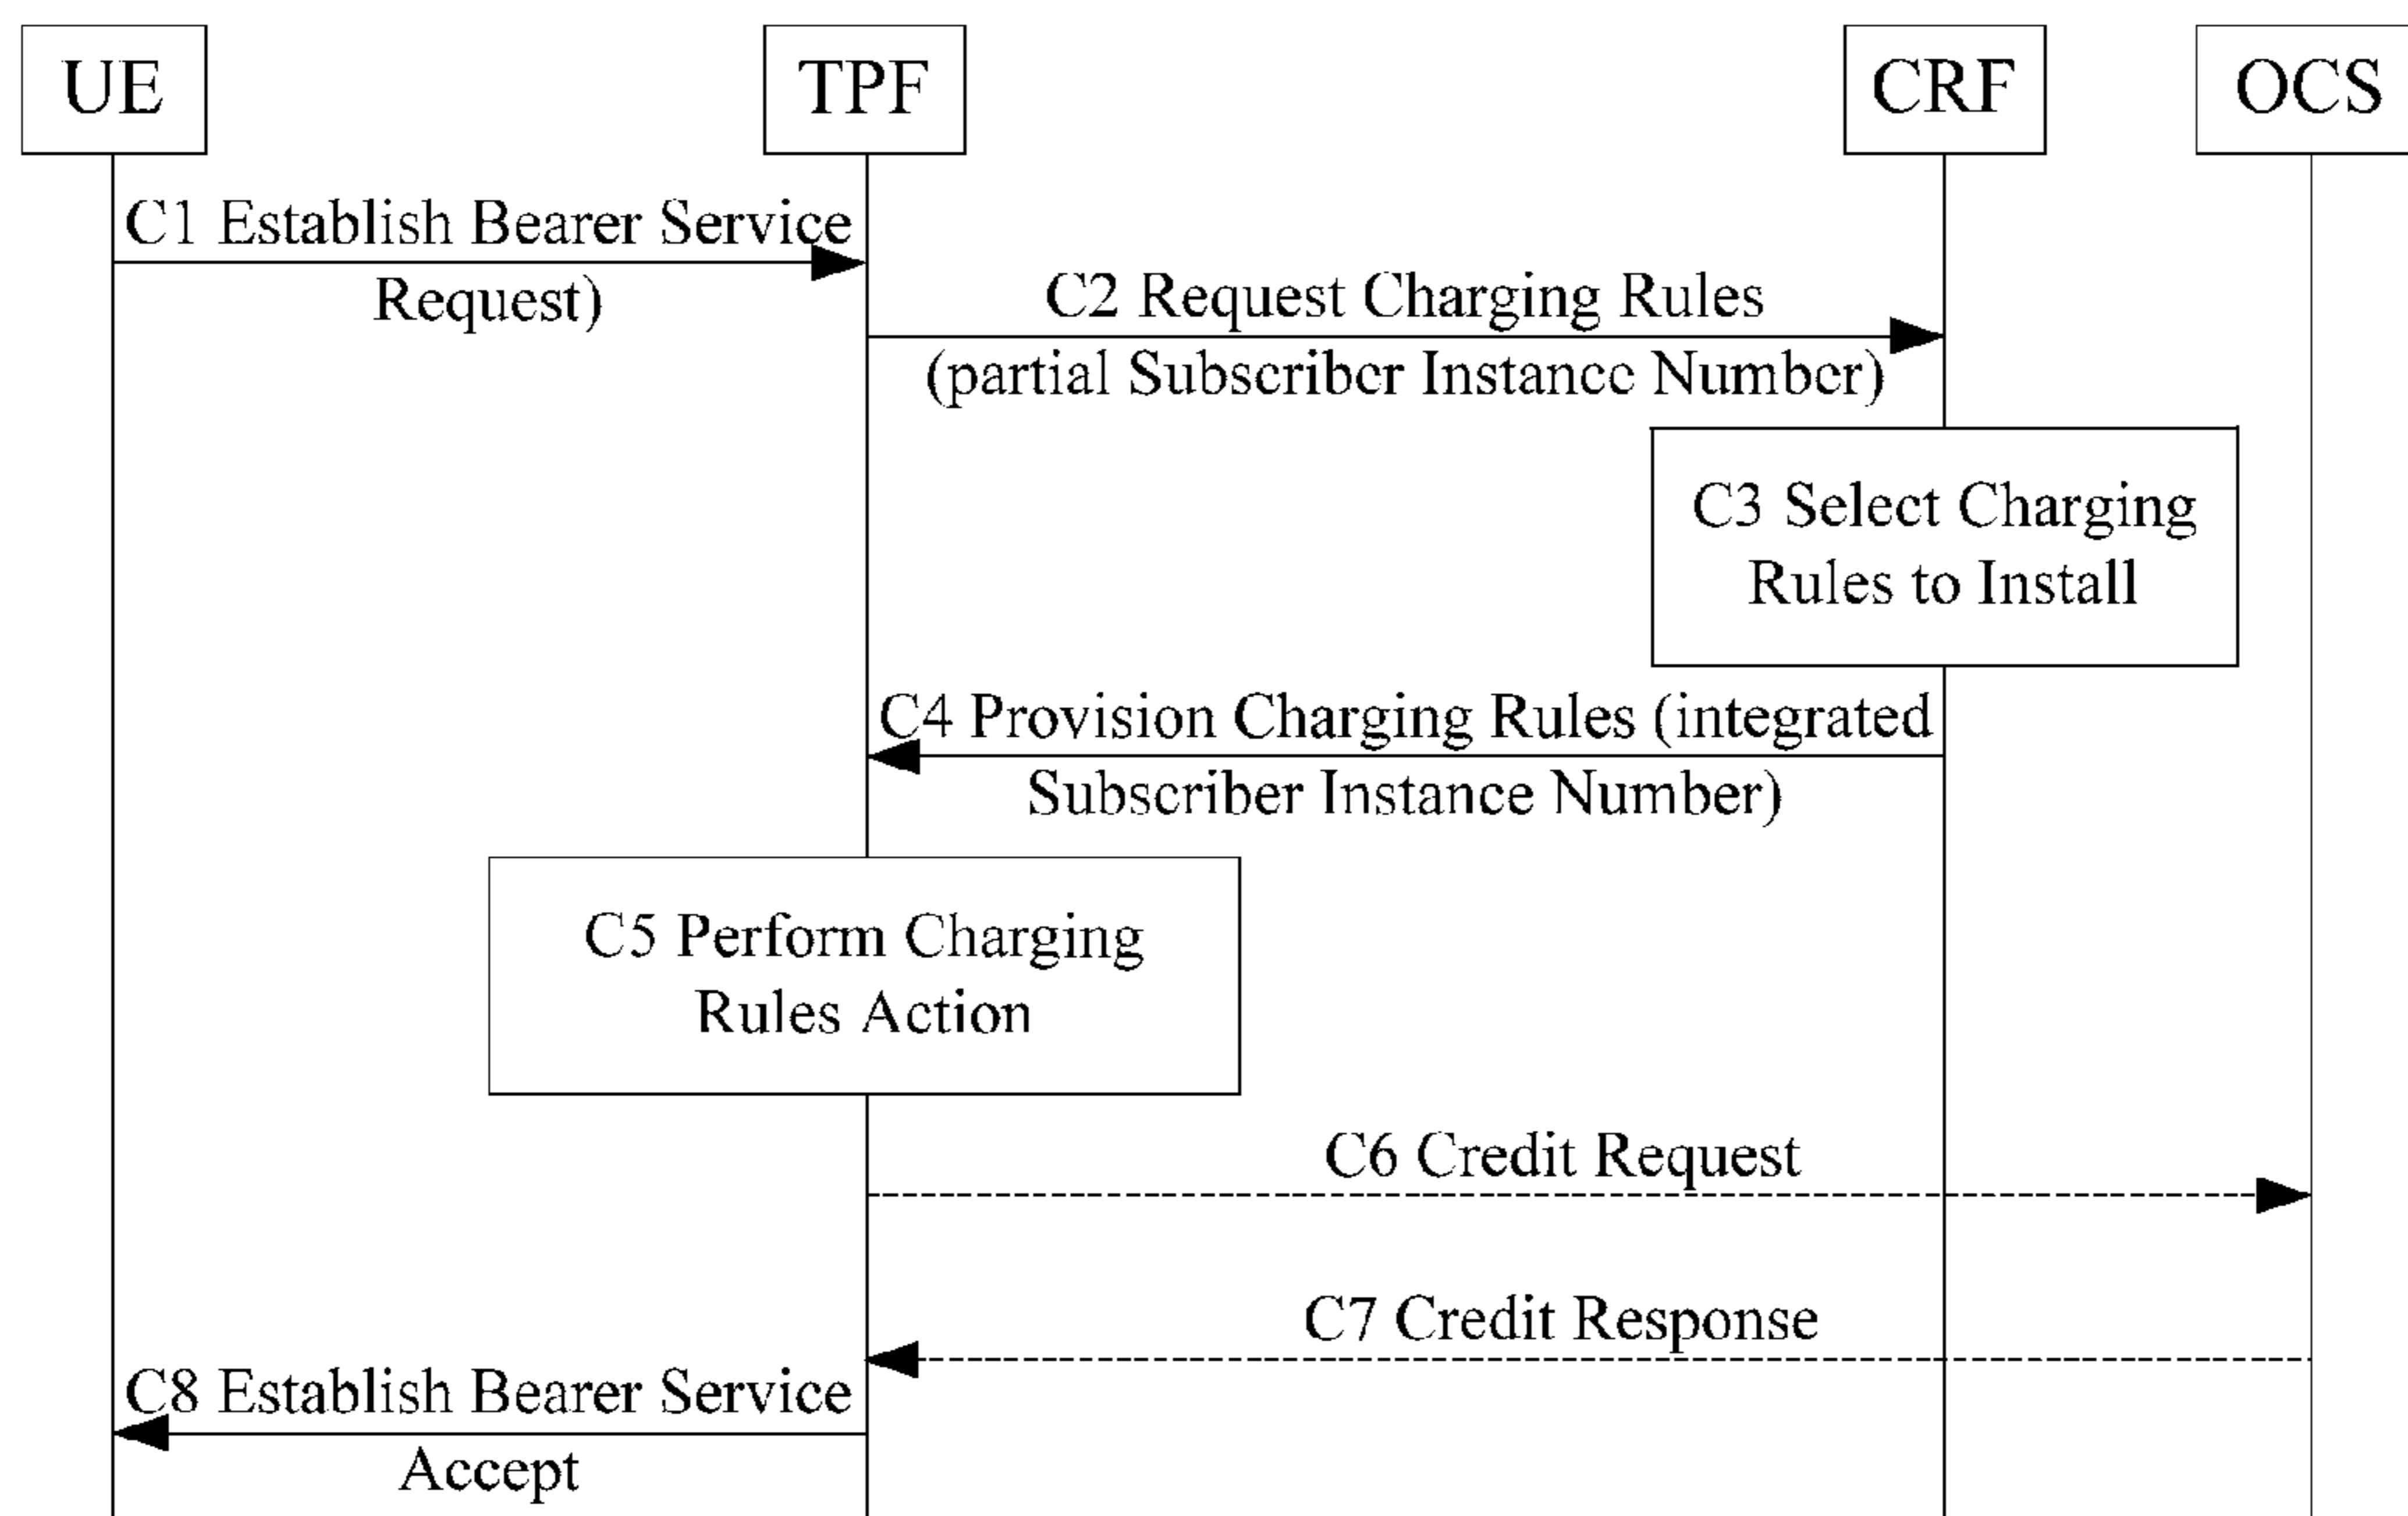 UE
TPF
CRF
OCS
C1 Establish Bearer Service
Request)
C2 Request Charging Rules
(partial Subscriber Instance Number)
C3 Select Charging
Rules to Install
C4 Provision Charging Rules (integrated
Subscriber Instance Number)
C5 Perform Charging
Rules Action
C6 Credit Request
C7 Credit Response
C8 Establish Bearer Service
Accept